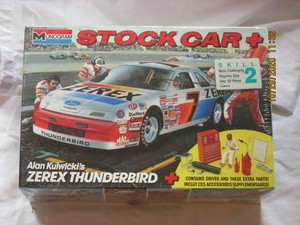 Monogram
STOCK CAR +
SKILL
2
ZEREX
7
ZEREX
THUNDERBIRD
Alan Kulwicki's
ZEREX THUNDERBIRD
+
CONTAINS DRIVER AND THESE EXTRA PARTS!
INCLUT CES ACCESSOIRES SUPPLEMENTAIRES!